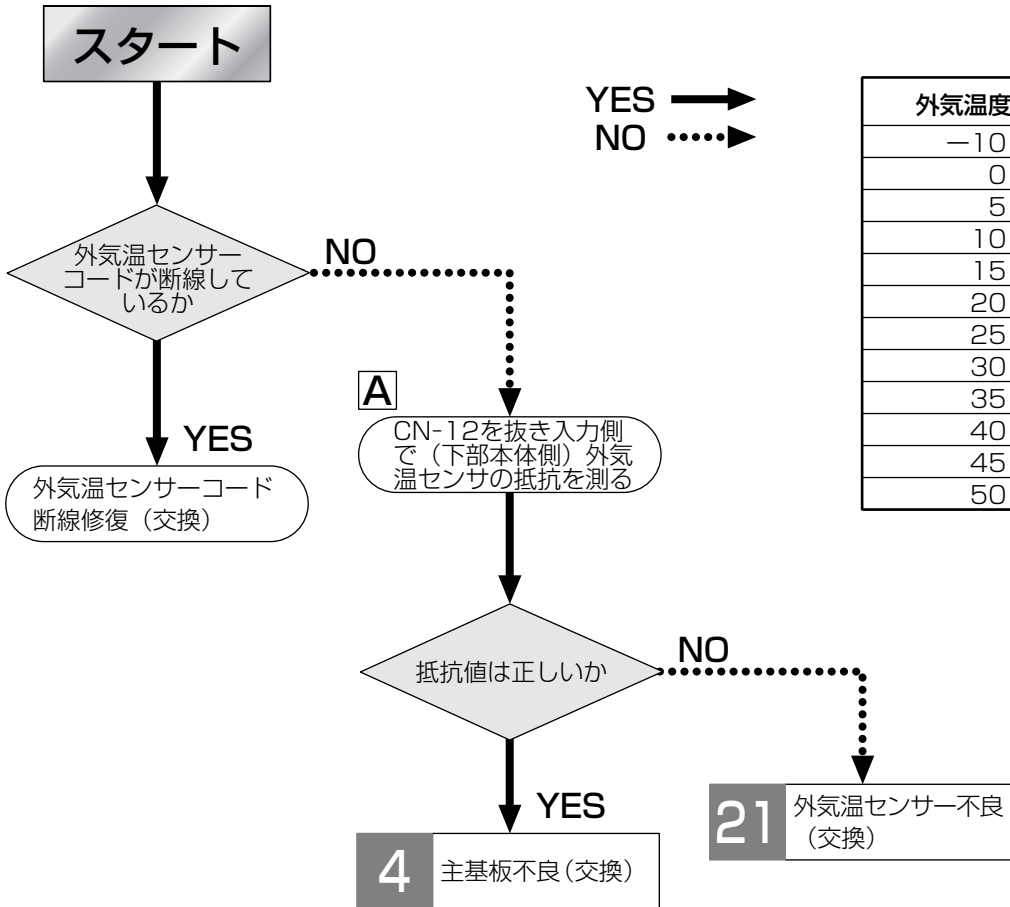 スタート
YES
NO
外気温センサー
コードが断線して
いるか
NO
YES
外気温センサーコード
断線修復（交換）
A
CN-12を抜き入力側
で（下部本体側）外気
温センサの抵抗を測る
抵抗値は正しいか
NO
YES
4 主基板不良（交換）
21 外気温センサー不良
（交換）
外気温度
－10
0
5
10
15
20
25
30
35
40
45
50